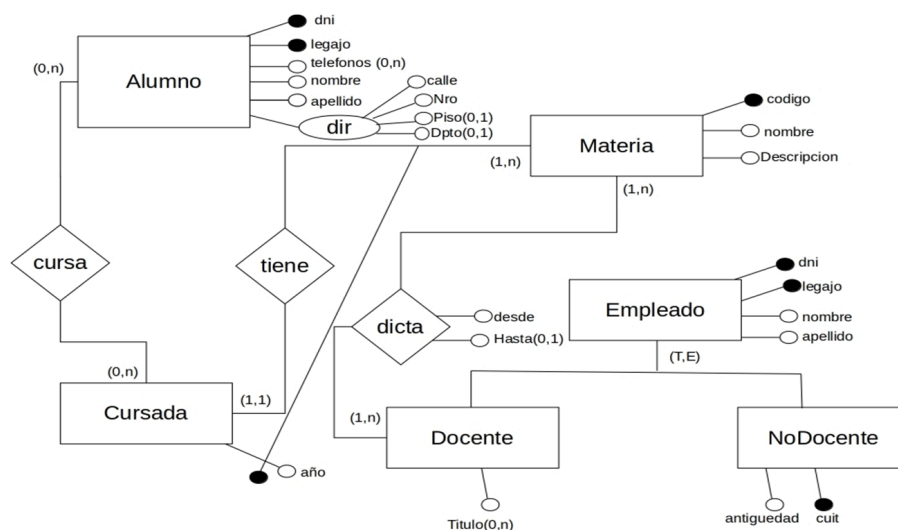 dni
legajo
telefonos (0,n)
nombre
apellido
Alumno
(0,n)
dir
calle
Nro
Piso(0,1)
Dpto(0,1)
Materia
codigo
nombre
Descripcion
(1,n)
(1,n)
cursa
tiene
dicta
desde
Hasta(0,1)
Empleado
dni
legajo
nombre
apellido
(T,E)
(0,n)
Cursada
(1,1)
año
(1,n)
Docente
Titulo(0,n)
NoDocente
antiguedad
cuit